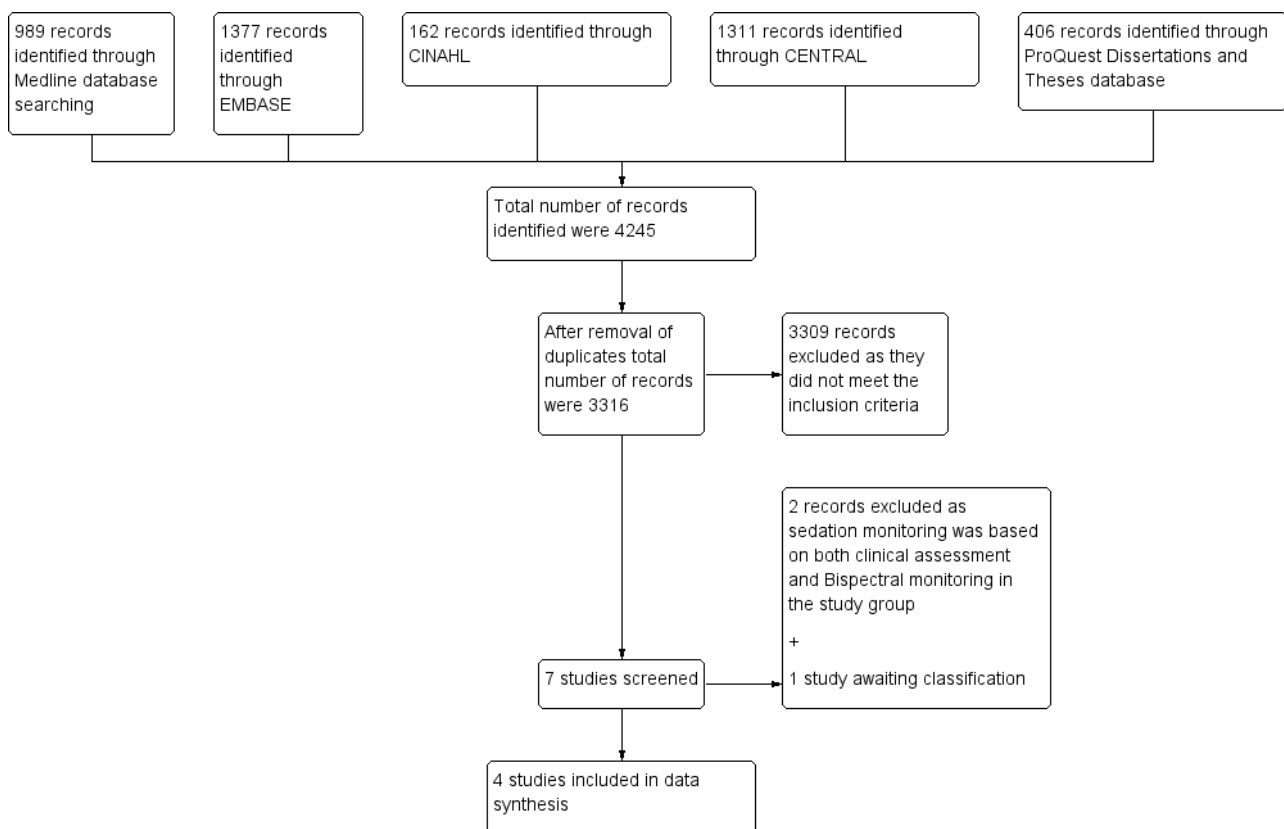 989 records
identified through
Medline database
searching
1377 records
identified
through
EMBASE
162 records identified through
CINAHL
1311 records identified
through CENTRAL
406 records identified through
ProQuest Dissertations and
Theses database
Total number of records
identified were 4245
After removal of
duplicates total
number of records
were 3316
3309 records
excluded as they
did not meet the
inclusion criteria
2 records excluded as
sedation monitoring was based
on both clinical assessment
and Bispectral monitoring in
the study group
+
1 study awaiting classification
7 studies screened
4 studies included in data
synthesis